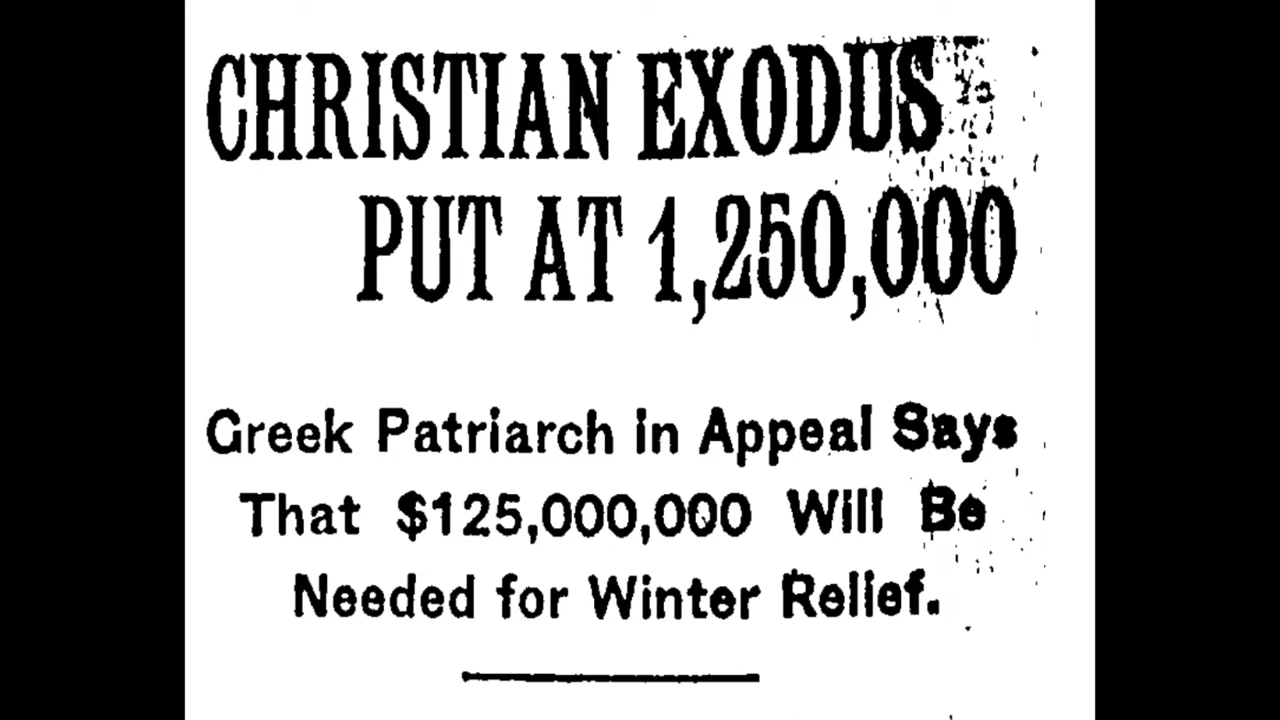 CHRISTIAN EXODUS
PUT AT 1,250,000
Greek Patriarch in Appeal Says
That $125,000,000 Will Be
Needed for Winter Relief.